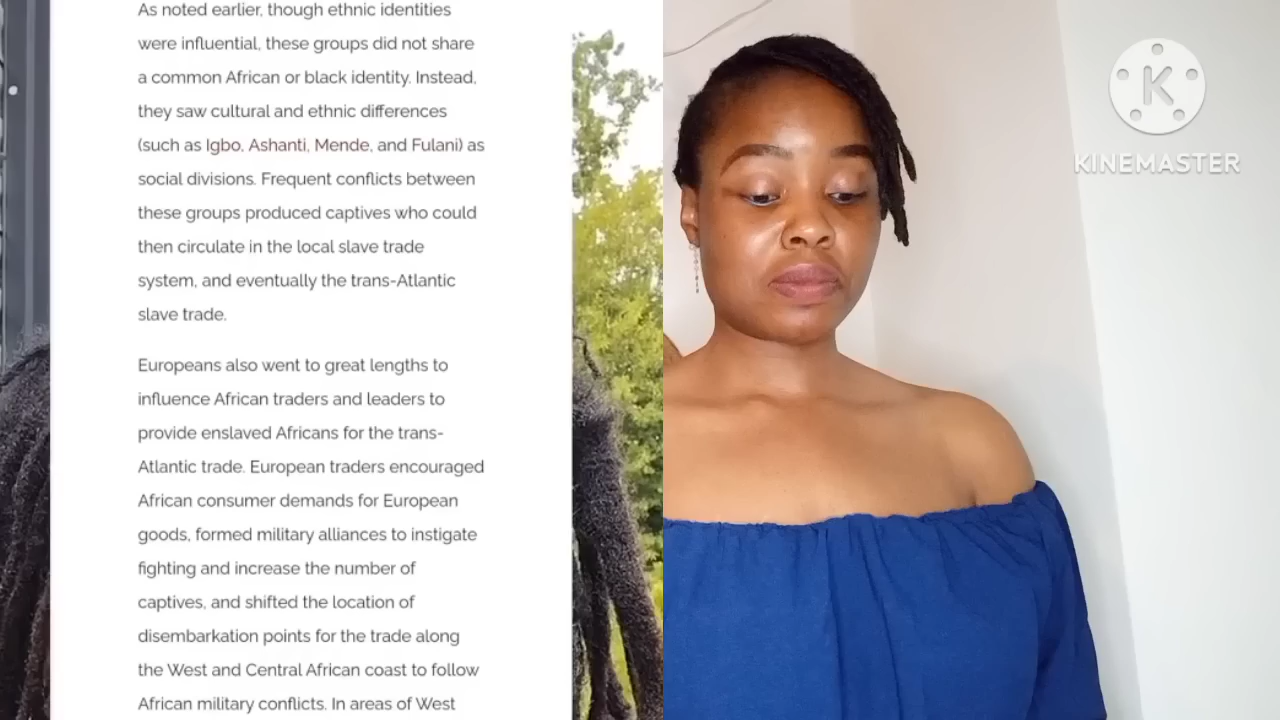 As noted earlier, though ethnic identities
were influential, these groups did not share
a common African or black identity. Instead,
they saw cultural and ethnic differences
(such as Igbo, Ashanti, Mende, and Fulani) as
social divisions. Frequent conflicts between
these groups produced captives who could
then circulate in the local slave trade
system, and eventually the trans-Atlantic
slave trade.
Europeans also went to great lengths to
influence African traders and leaders to
provide enslaved Africans for the trans-
Atlantic trade. European traders encouraged
African consumer demands for European
goods, formed military alliances to instigate
fighting and increase the number of
captives, and shifted the location of
disembarkation points for the trade along
the West and Central African coast to follow
African military conflicts. In areas of West
K
KINEMASTER